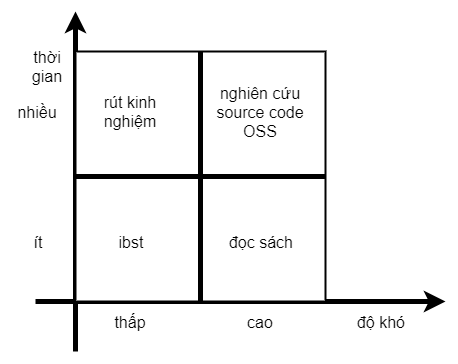 thời
gian
nhiều
rút kinh
nghiệm
nghiên cứu
source code
OSS
ít
ibst
đọc sách
thấp
cao
độ khó